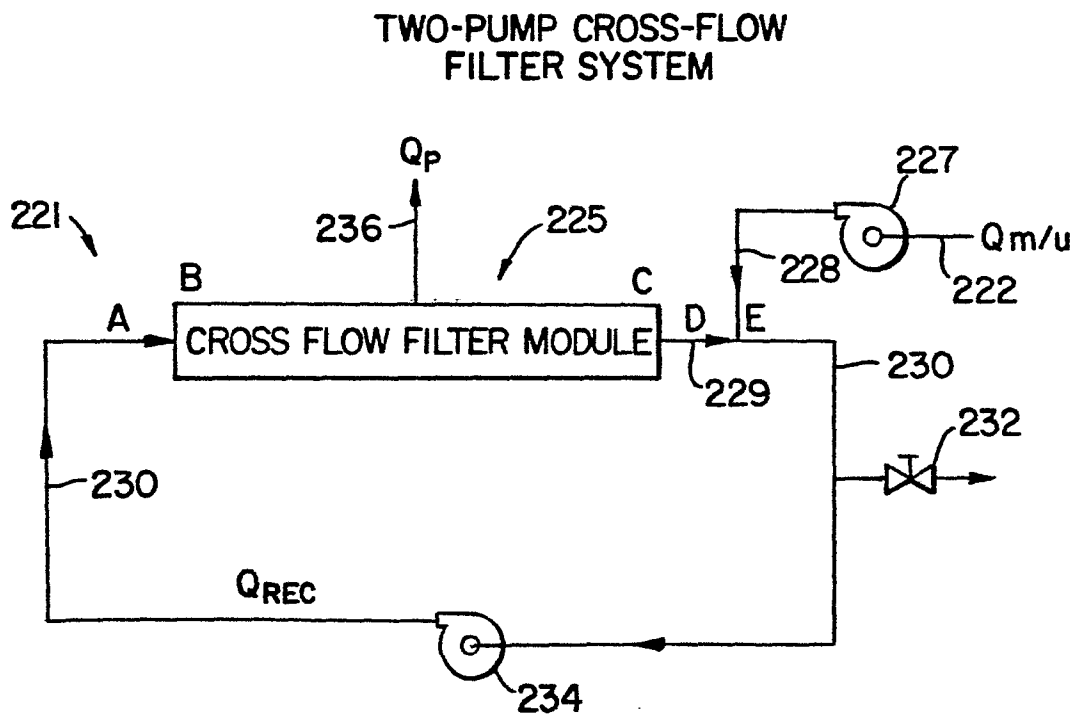 TWO-PUMP CROSS-FLOW
FILTER SYSTEM
QP
227
221
236
225
Qm/u
228
222
B
C
A
CROSS FLOW FILTER MODULE
D
E
229
230
232
230
QREC
234